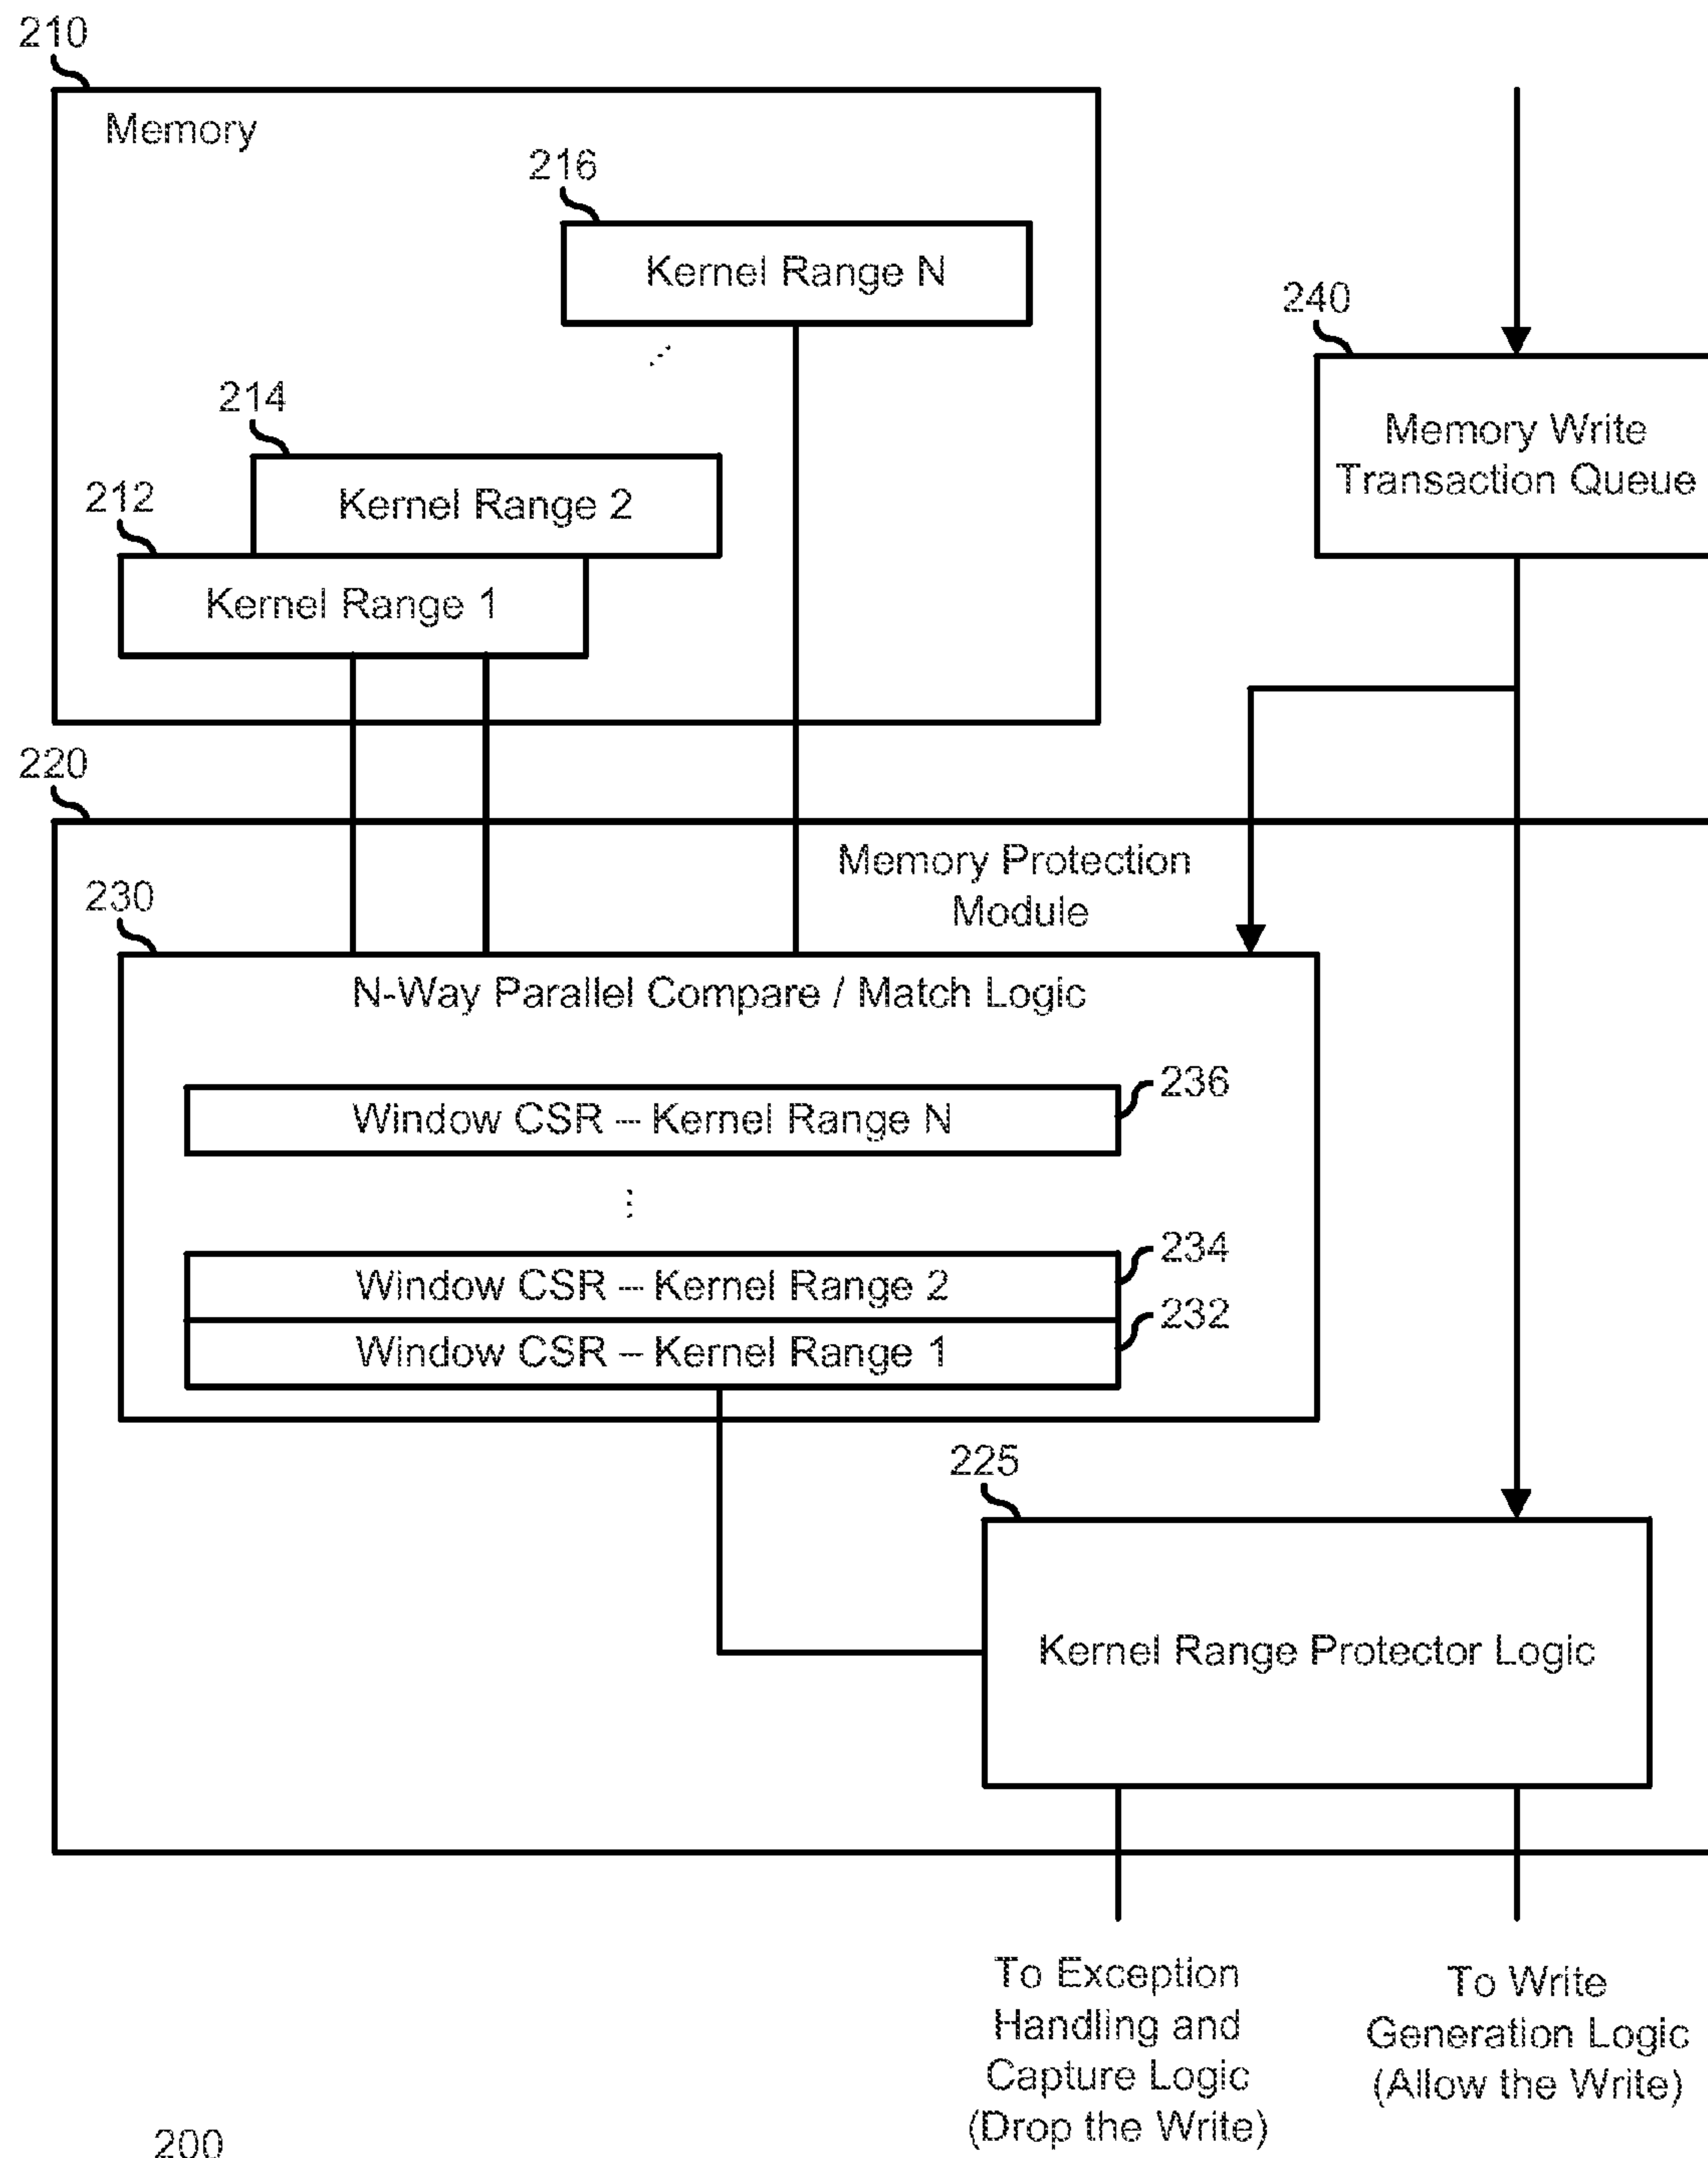 210
Memory
216
Kernel Range N
240
Memory Write
Transaction Queue
214
Kernel Range 2
212
Kernel Range 1
220
Memory Protection
Module
230
N-Way Parallel Compare / Match Logic
Window CSR -- Kernel Range N
236
⋮
Window CSR -- Kernel Range 2
234
Window CSR -- Kernel Range 1
232
225
Kernel Range Protector Logic
To Exception
Handling and
Capture Logic
(Drop the Write)
To Write
Generation Logic
(Allow the Write)
200